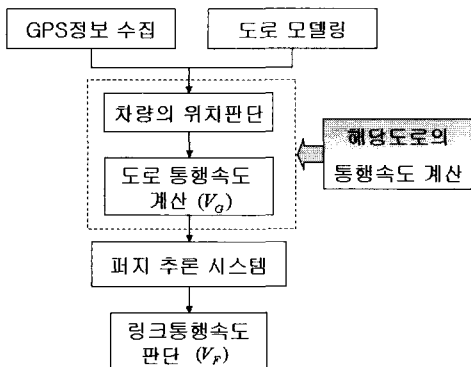 GPS정보 수집
도로 모델링
차량의 위치판단
도로 통행속도
계산 (V_G)
해당도로의
통행속도 계산
퍼지 추론 시스템
링크통행속도
판단 (V_F)